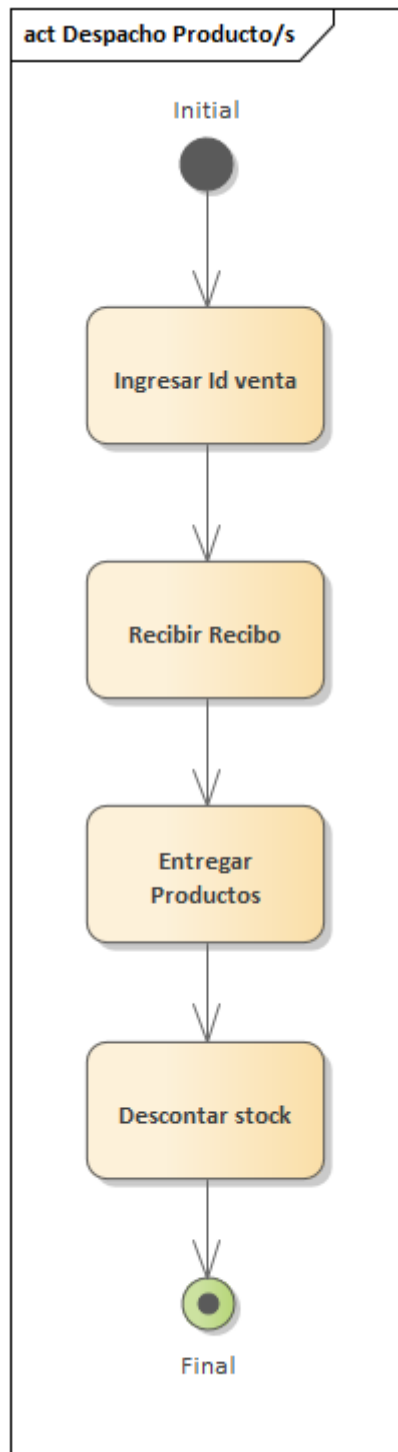 act Despacho Producto/s
Initial
Ingresar Id venta
Recibir Recibo
Entregar
Productos
Descontar stock
Final